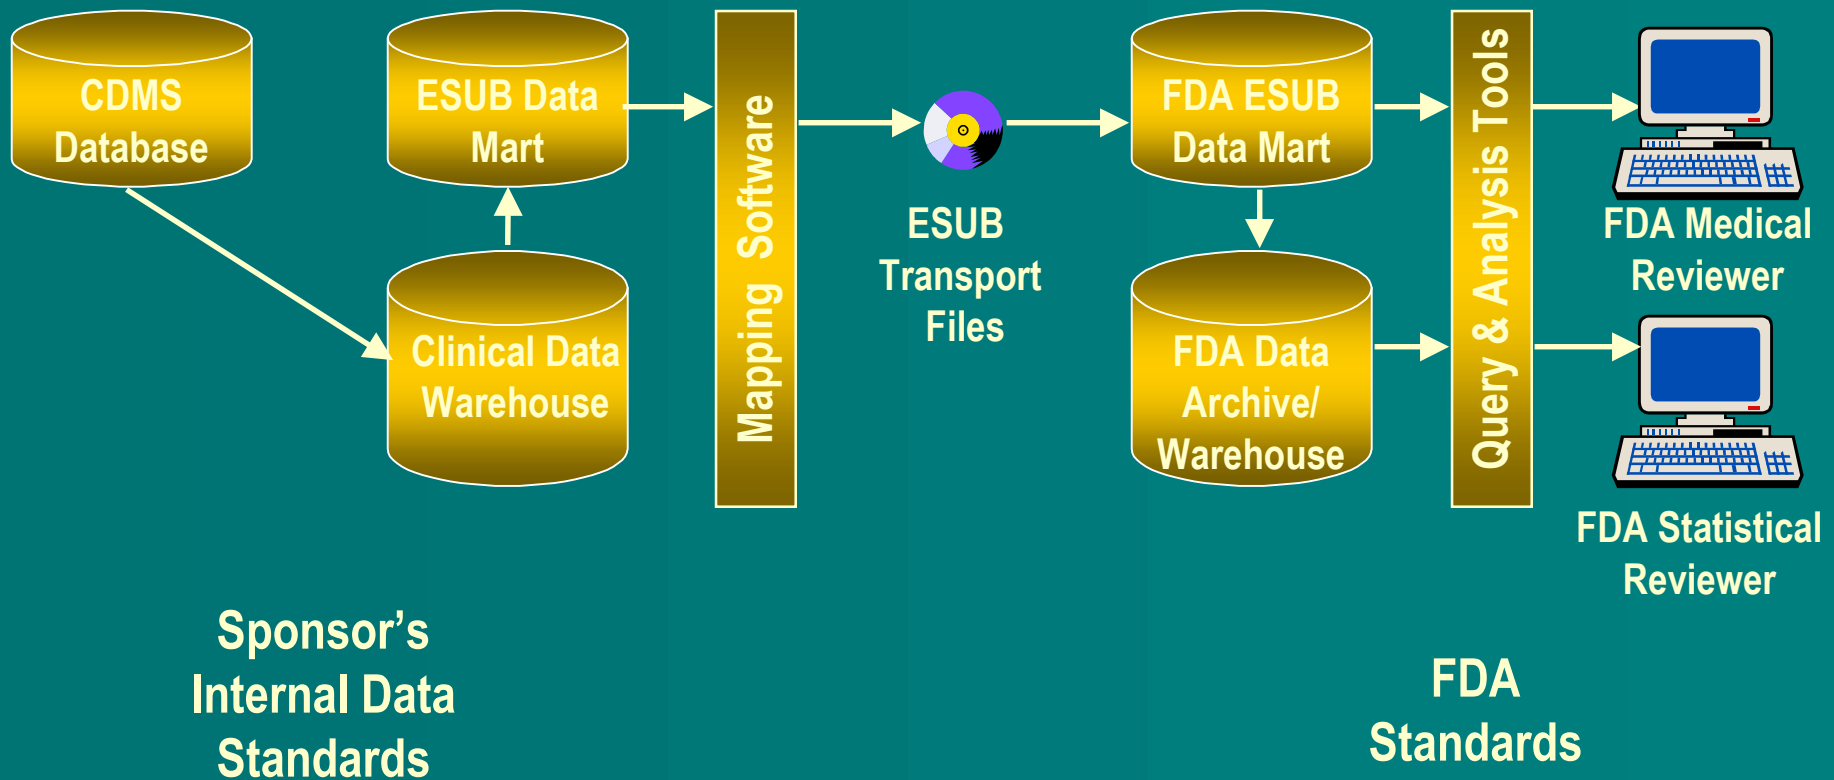 CDMS
Database
ESUB Data
Mart
Clinical Data
Warehouse
Mapping Software
ESUB
Transport
Files
FDA ESUB
Data Mart
FDA Data
Archive/
Warehouse
Query & Analysis Tools
FDA Medical
Reviewer
FDA Statistical
Reviewer
Sponsor’s
Internal Data
Standards
FDA
Standards